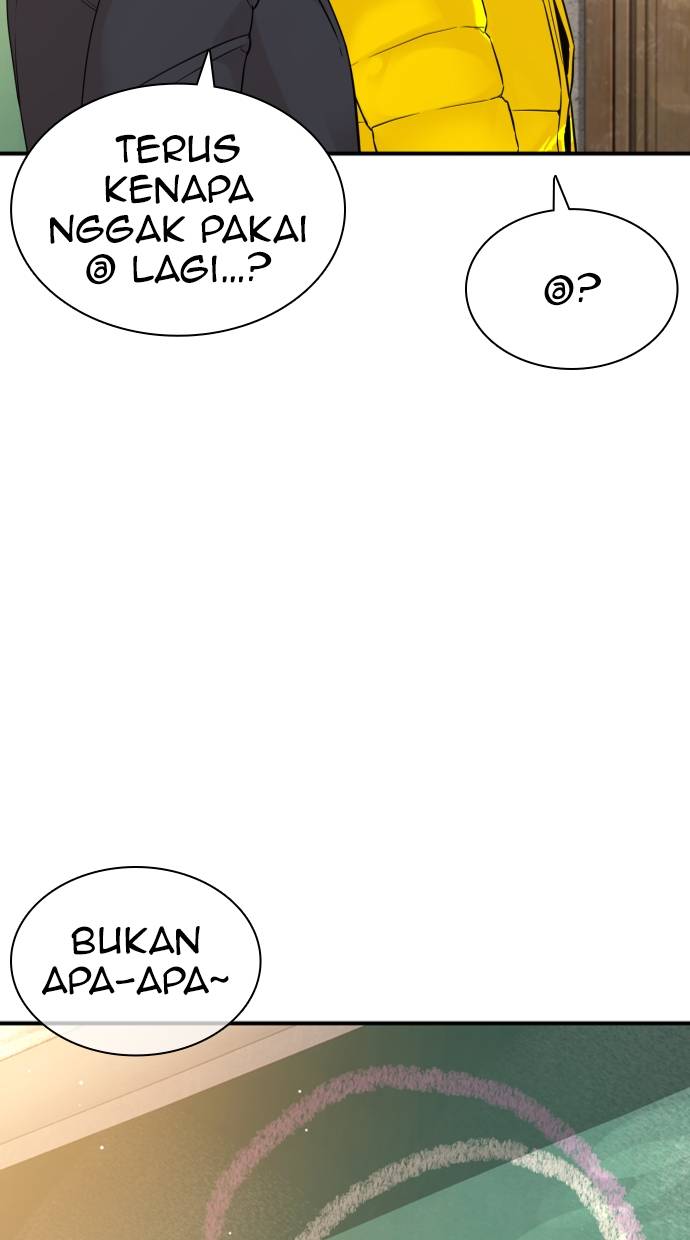 TERUS
KENAPA
NGGAK PAKAI
@ LAGI...?
@?
BUKAN
APA-APA~